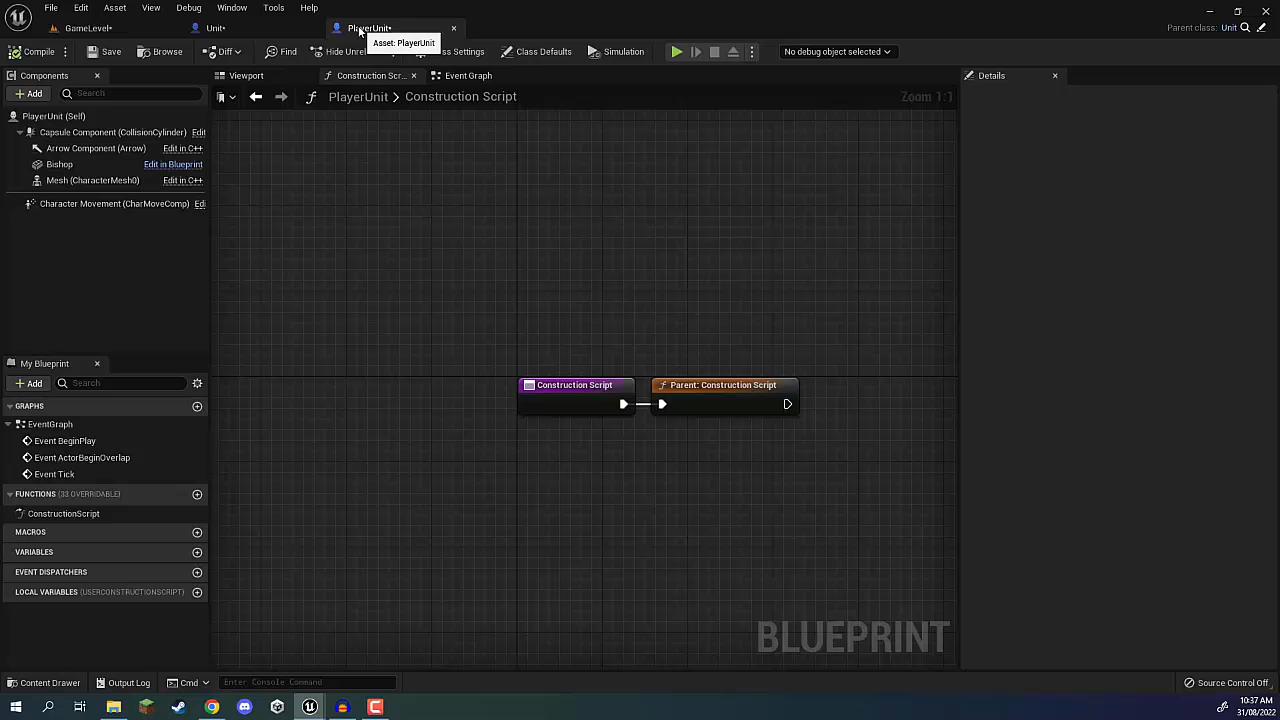 File Edit Asset View Debug Window Tools Help
GameLevel* Unit* PlayerUnit* Parent class: Unit
Asset: PlayerUnit
Compile Browse Diff Find Hide Unre ss Settings Class Defaults Simulation No debug object selected
Components Viewport Construction Scr... Event Graph Details
Add Search PlayerUnit > Construction Script Zoom 1:1
PlayerUnit (Self)
Capsule Component (CollisionCylinder) Edit
Arrow Component (Arrow) Edit in C++
Bishop Edit in Blueprint
Mesh (CharacterMesh0) Edit in C++
Character Movement (CharMoveComp) Edi
My Blueprint
Add Search
Construction Script Parent: Construction Script
GRAPHS
EventGraph
Event BeginPlay
Event ActorBeginOverlap
Event Tick
FUNCTIONS (33 OVERRIDABLE)
ConstructionScript
MACROS
VARIABLES
EVENT DISPATCHERS
LOCAL VARIABLES (USERCONSTRUCTIONSCRIPT)
BLUEPRINT
Content Drawer Output Log Cmd Enter Console Command Source Control Off
10:37 AM
31/08/2022